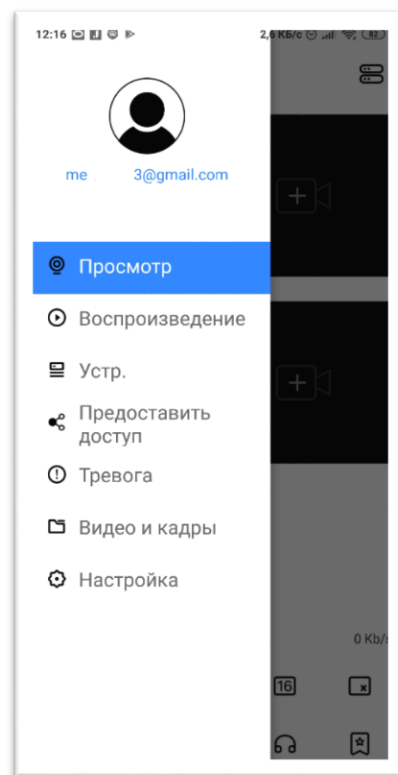 12:16
2,6 КБ/с
82
me 3@gmail.com
Просмотр
Воспроизведение
Устр.
Предоставить
доступ
Тревога
Видео и кадры
Настройка
0 Kb/s
16